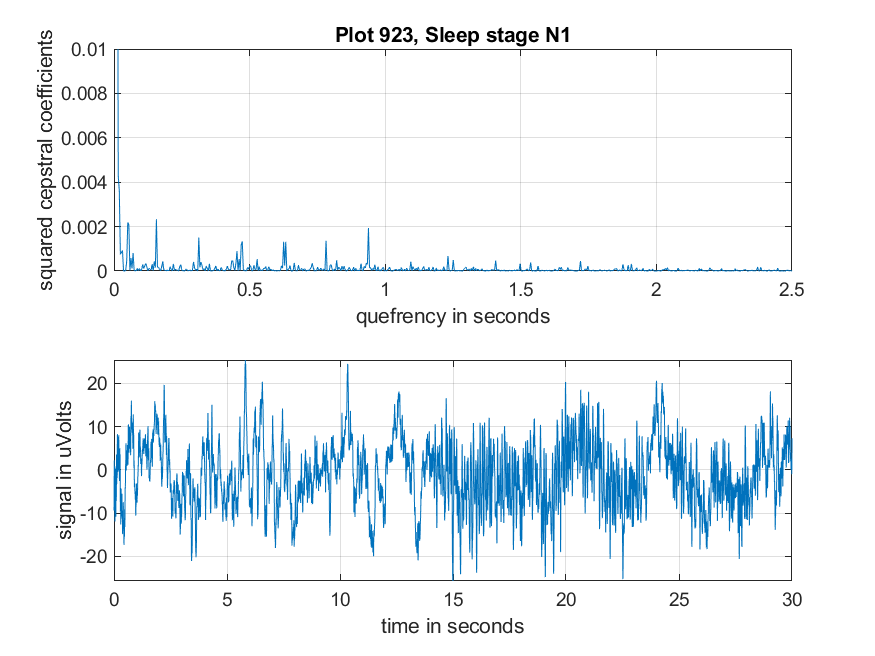 Plot 923, Sleep stage N1
squared cepstral coefficients
0.01
0.008
0.006
0.004
0.002
0
0 0.5 1 1.5 2 2.5
quefrency in seconds
signal in uVolts
20
10
0
-10
-20
0 5 10 15 20 25 30
time in seconds